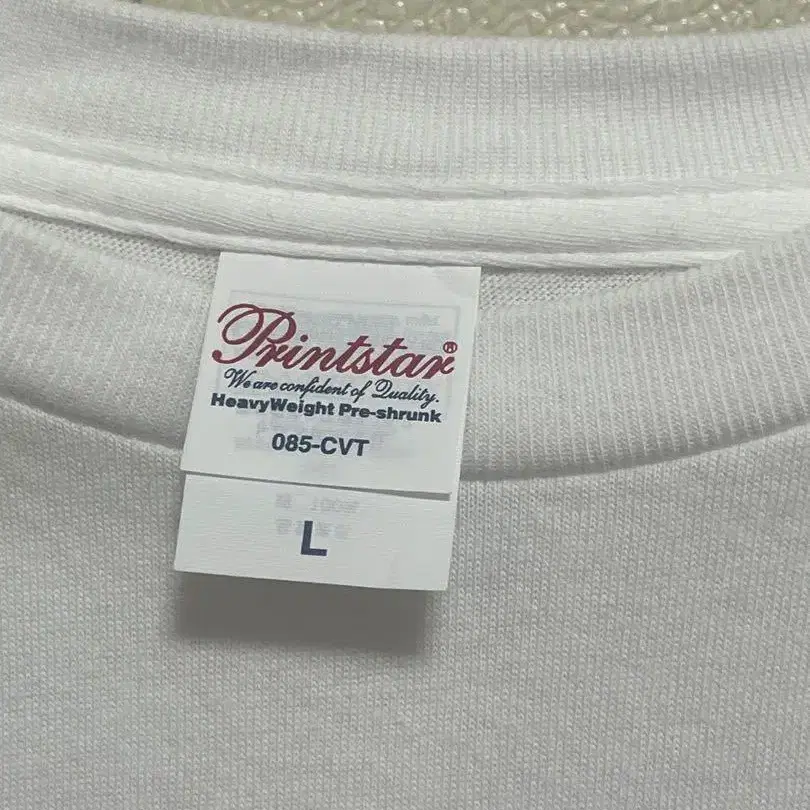 Printstar®
We are confident of Quality.
HeavyWeight Pre-shrunk
085-CVT
L